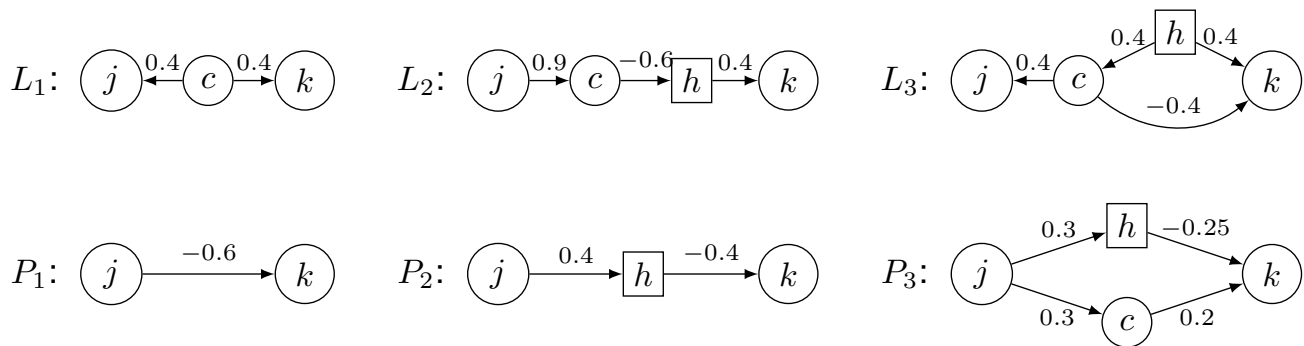 L₁: j 0.4 c 0.4 k
L₂: j 0.9 c −0.6 h 0.4 k
L₃: j 0.4 c 0.4 h 0.4 −0.4 k
P₁: j −0.6 k
P₂: j 0.4 h −0.4 k
P₃: j 0.3 h −0.25 0.3 c 0.2 k